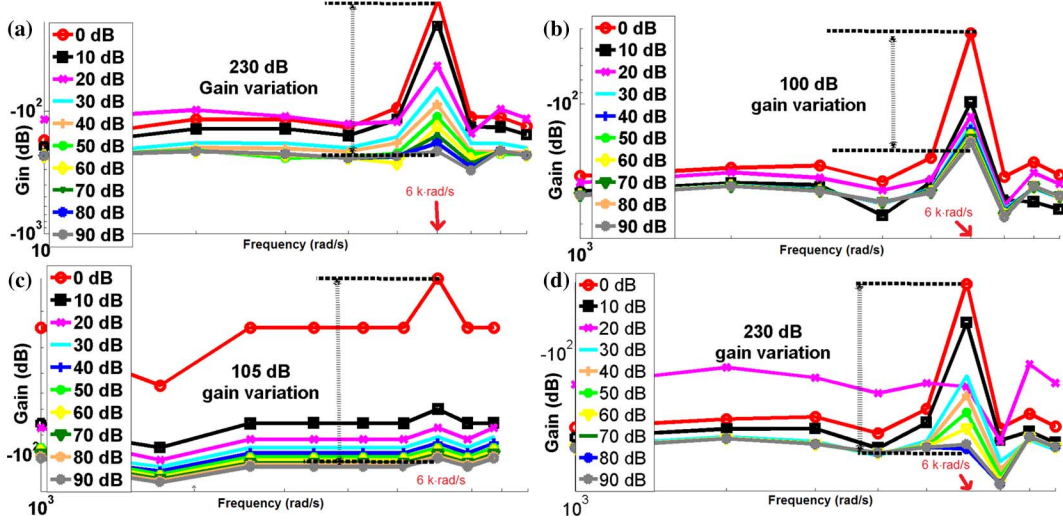 (a)
0 dB
10 dB
20 dB
30 dB
40 dB
50 dB
60 dB
70 dB
80 dB
90 dB
230 dB
Gain variation
-10²
-10³
10
Gin (dB)
6 k·rad/s
Frequency (rad/s)
(b)
0 dB
10 dB
20 dB
30 dB
40 dB
50 dB
60 dB
70 dB
80 dB
90 dB
100 dB
gain variation
-10²
10³
Gain (dB)
6 k·rad/s
Frequency (rad/s)
(c)
0 dB
10 dB
20 dB
30 dB
40 dB
50 dB
60 dB
70 dB
80 dB
90 dB
105 dB
gain variation
-10
10³
Gain (dB)
6 k·rad/s
Frequency (rad/s)
(d)
0 dB
10 dB
20 dB
30 dB
40 dB
50 dB
60 dB
70 dB
80 dB
90 dB
230 dB
gain variation
-10²
10³
Gain (dB)
6 k·rad/s
Frequency (rad/s)